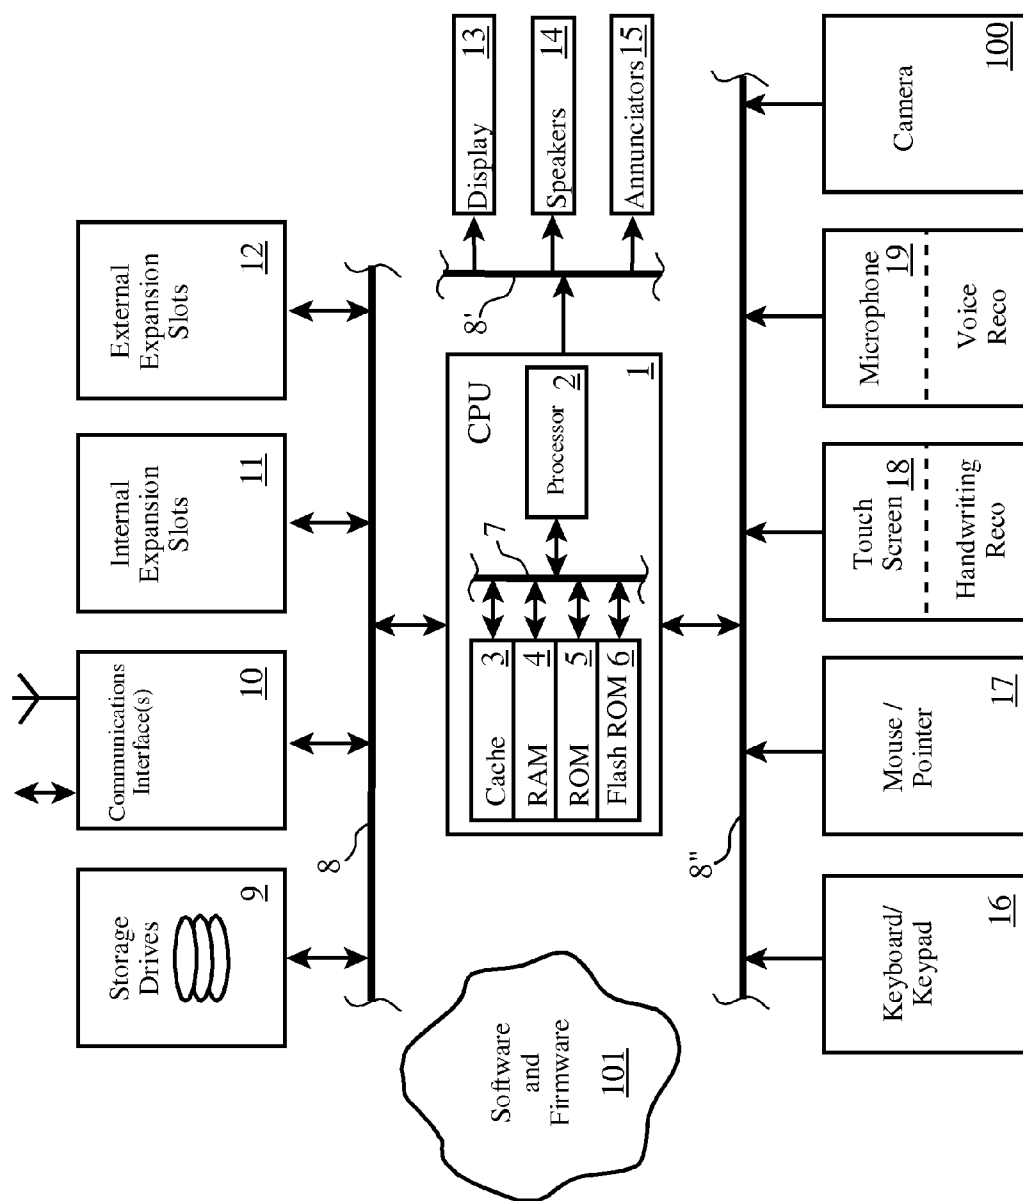 Storage
Drives
9
Communications
Interface(s)
10
Internal
Expansion
Slots
11
External
Expansion
Slots
12
8
Software
and
Firmware
101
CPU
1
Cache 3
RAM 4
ROM 5
Flash ROM 6
7
Processor 2
8'
Display 13
Speakers 14
Annunciators 15
8"
Keyboard/
Keypad
16
Mouse /
Pointer
17
Touch
Screen 18
Handwriting
Reco
Microphone
19
Voice
Reco
Camera
100